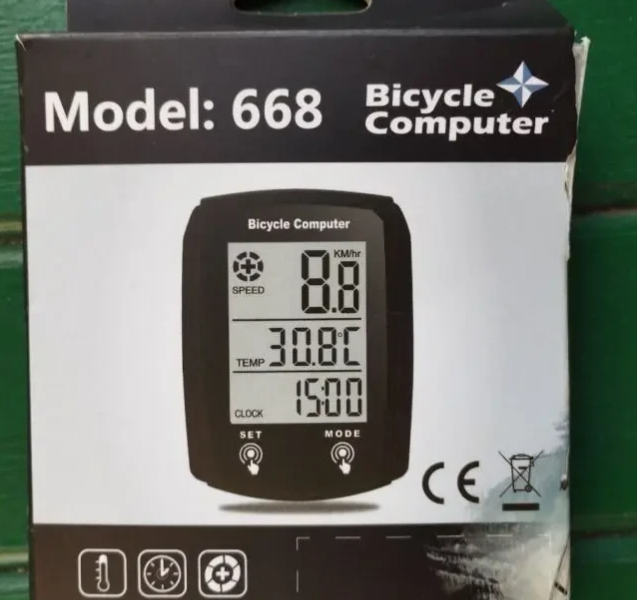 Model: 668
Bicycle
Computer
Bicycle Computer
KM/hr
8.8
SPEED
TEMP 30.8°C
CLOCK 15:00
SET MODE
CE